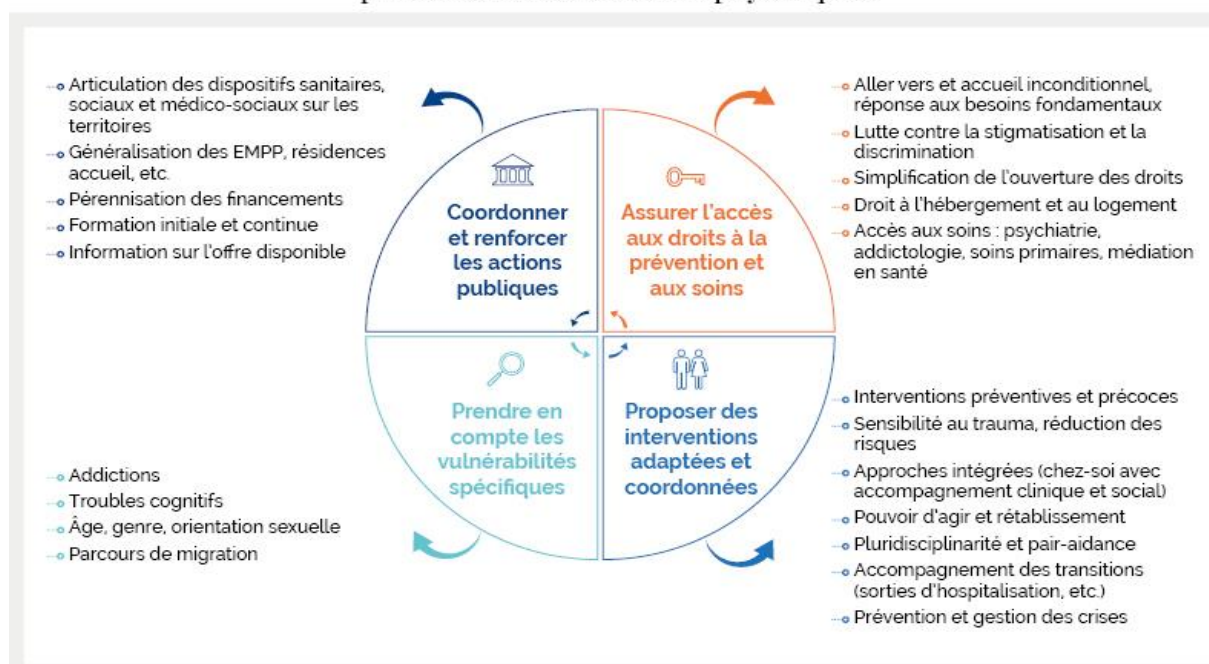 Articulation des dispositifs sanitaires,
sociaux et médico-sociaux sur les
territoires
Généralisation des EMPP, résidences
accueil, etc.
Pérennisation des financements
Formation initiale et continue
Information sur l'offre disponible
Coordonner
et renforcer
les actions
publiques
Assurer l'accès
aux droits à la
prévention et
aux soins
Aller vers et accueil inconditionnel,
réponse aux besoins fondamentaux
Lutte contre la stigmatisation et la
discrimination
Simplification de l'ouverture des droits
Droit à l'hébergement et au logement
Accès aux soins : psychiatrie,
addictologie, soins primaires, médiation
en santé
Addictions
Troubles cognitifs
Âge, genre, orientation sexuelle
Parcours de migration
Prendre en
compte les
vulnérabilités
spécifiques
Proposer des
interventions
adaptées et
coordonnées
Interventions préventives et précoces
Sensibilité au trauma, réduction des
risques
Approches intégrées (chez-soi avec
accompagnement clinique et social)
Pouvoir d'agir et rétablissement
Pluridisciplinarité et pair-aidance
Accompagnement des transitions
(sorties d'hospitalisation, etc.)
Prévention et gestion des crises